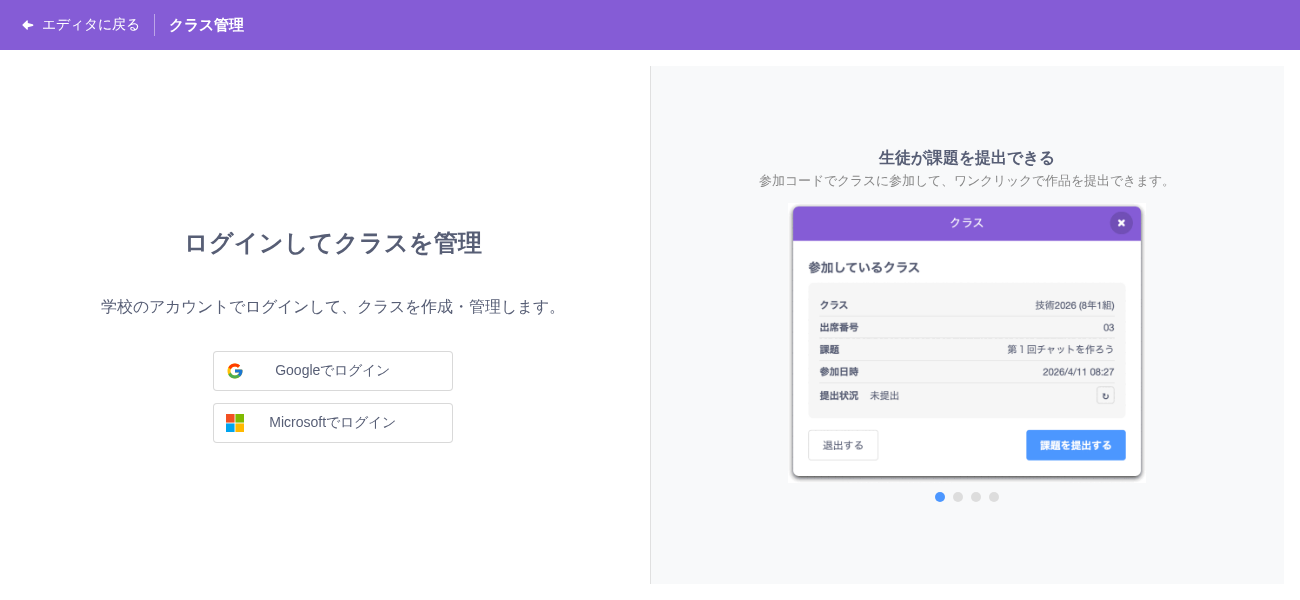 エディタに戻る
クラス管理
ログインしてクラスを管理
学校のアカウントでログインして、クラスを作成・管理します。
Googleでログイン
Microsoftでログイン
生徒が課題を提出できる
参加コードでクラスに参加して、ワンクリックで作品を提出できます。
クラス
参加しているクラス
クラス 技術2026 (8年1組)
出席番号 03
課題 第１回チャットを作ろう
参加日時 2026/4/11 08:27
提出状況 未提出
退出する 課題を提出する